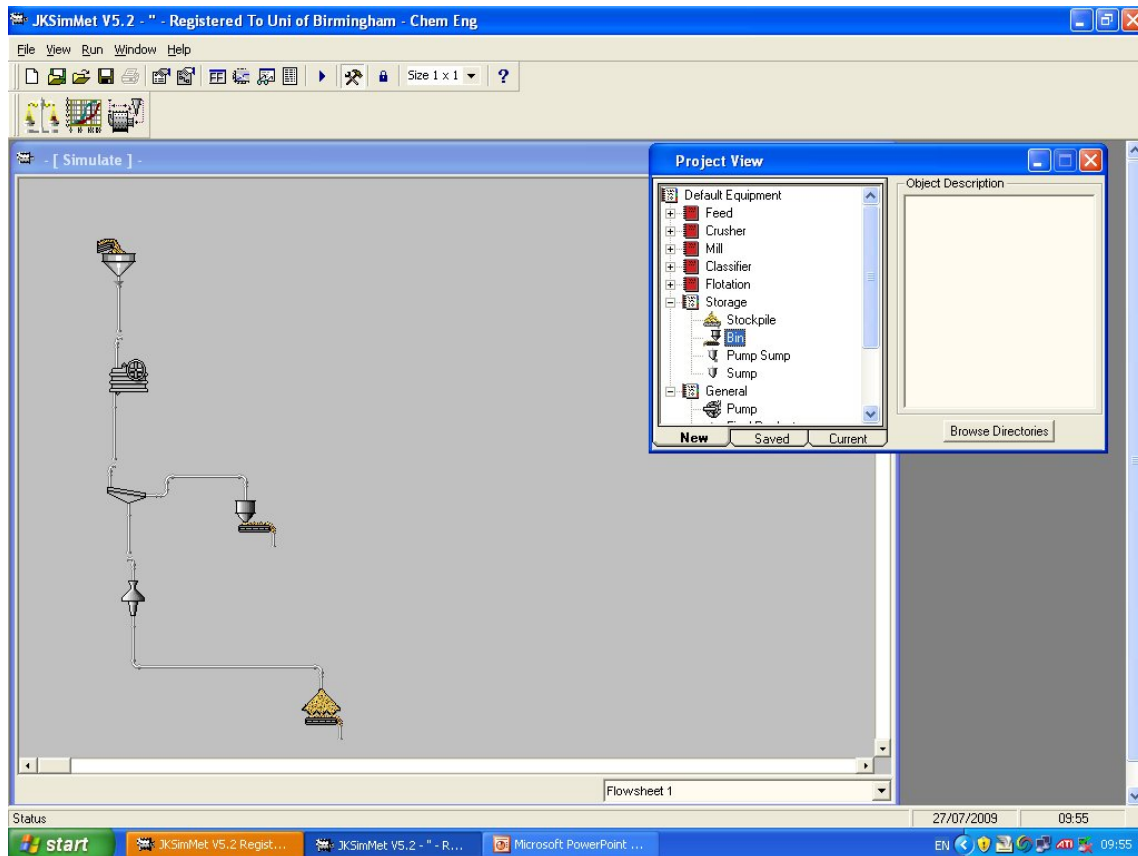 JKSimMet V5.2 - '' - Registered To Uni of Birmingham - Chem Eng
File View Run Window Help
Size 1 x 1
?
- [ Simulate ] -
Project View
Default Equipment
Feed
Crusher
Mill
Classifier
Flotation
Storage
Stockpile
Bin
Pump Sump
Sump
General
Pump
New Saved Current
Object Description
Browse Directories
Flowsheet 1
Status 27/07/2009 09:55
start JKSimMet V5.2 Regist... JKSimMet V5.2 - '' - R... Microsoft PowerPoint ... EN ATI 09:55